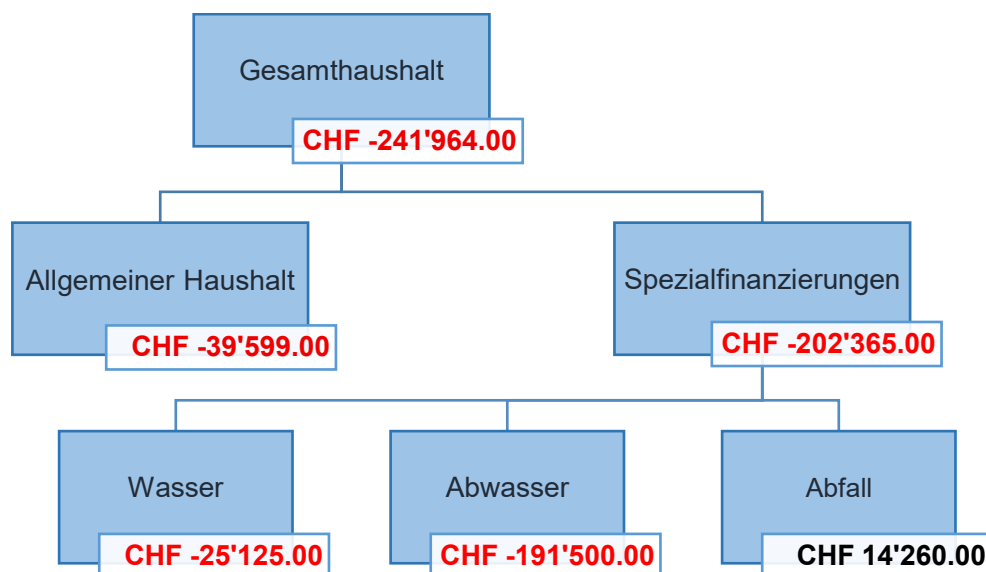 Gesamthaushalt
CHF -241'964.00
Allgemeiner Haushalt
CHF -39'599.00
Spezialfinanzierungen
CHF -202'365.00
Wasser
CHF -25'125.00
Abwasser
CHF -191'500.00
Abfall
CHF 14'260.00